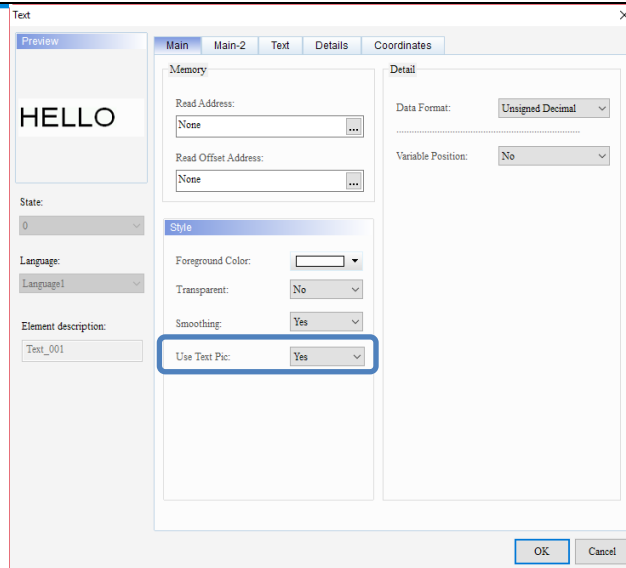 Text
Preview
HELLO
State:
0
Language:
Language1
Element description:
Text_001
Main Main-2 Text Details Coordinates
Memory
Read Address:
None
...
Read Offset Address:
None
...
Style
Foreground Color:
Transparent: No
Smoothing: Yes
Use Text Pic: Yes
Detail
Data Format: Unsigned Decimal
Variable Position: No
OK Cancel